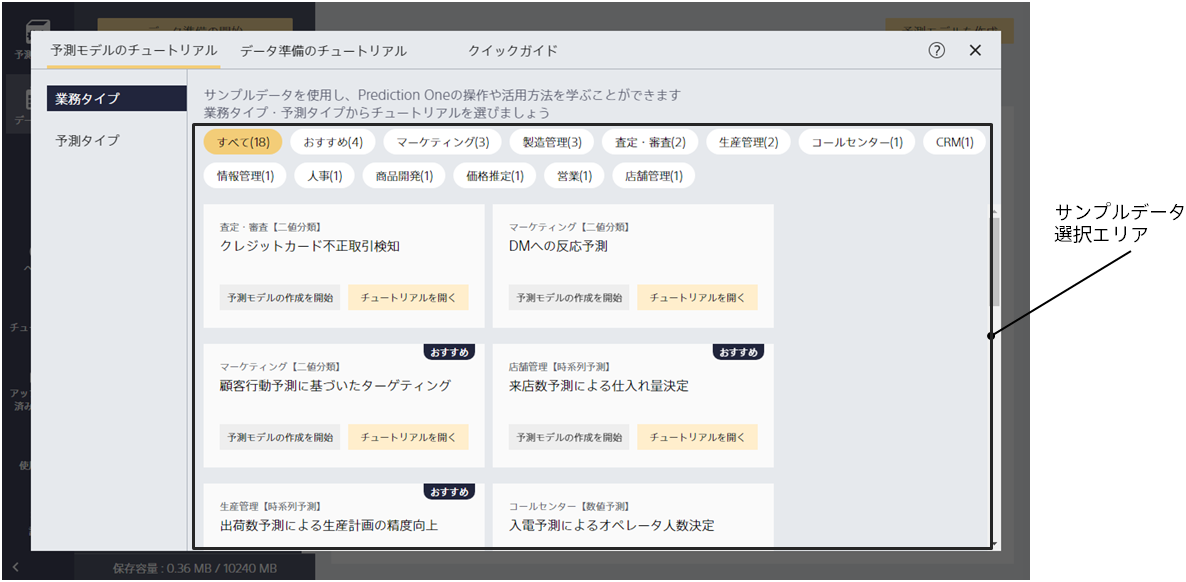 予測モデルのチュートリアル
データ準備のチュートリアル
クイックガイド
?
業務タイプ
予測タイプ
サンプルデータを使用し、Prediction Oneの操作や活用方法を学ぶことができます
業務タイプ・予測タイプからチュートリアルを選びましょう
すべて(18) おすすめ(4) マーケティング(3) 製造管理(3) 査定・審査(2) 生産管理(2) コールセンター(1) CRM(1)
情報管理(1) 人事(1) 商品開発(1) 価格推定(1) 営業(1) 店舗管理(1)
査定・審査【二値分類】
クレジットカード不正取引検知
予測モデルの作成を開始 チュートリアルを開く
マーケティング【二値分類】
DMへの反応予測
予測モデルの作成を開始 チュートリアルを開く
おすすめ
マーケティング【二値分類】
顧客行動予測に基づいたターゲティング
予測モデルの作成を開始 チュートリアルを開く
おすすめ
店舗管理【時系列予測】
来店数予測による仕入れ量決定
予測モデルの作成を開始 チュートリアルを開く
おすすめ
生産管理【時系列予測】
出荷数予測による生産計画の精度向上
コールセンター【数値予測】
入電予測によるオペレータ人数決定
サンプルデータ
選択エリア
保存容量 : 0.36 MB / 10240 MB